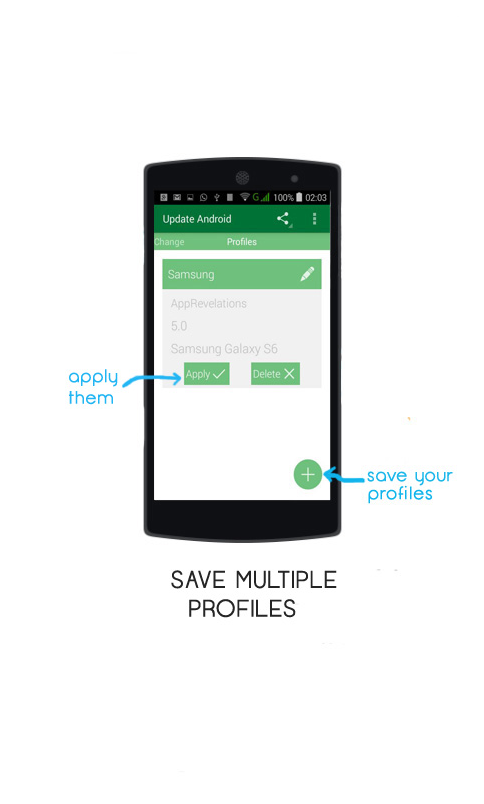 G 100% 02:03
Update Android
Change Profiles
Samsung
AppRevelations
5.0
Samsung Galaxy S6
Apply Delete
apply
them
save your
profiles
SAVE MULTIPLE
PROFILES